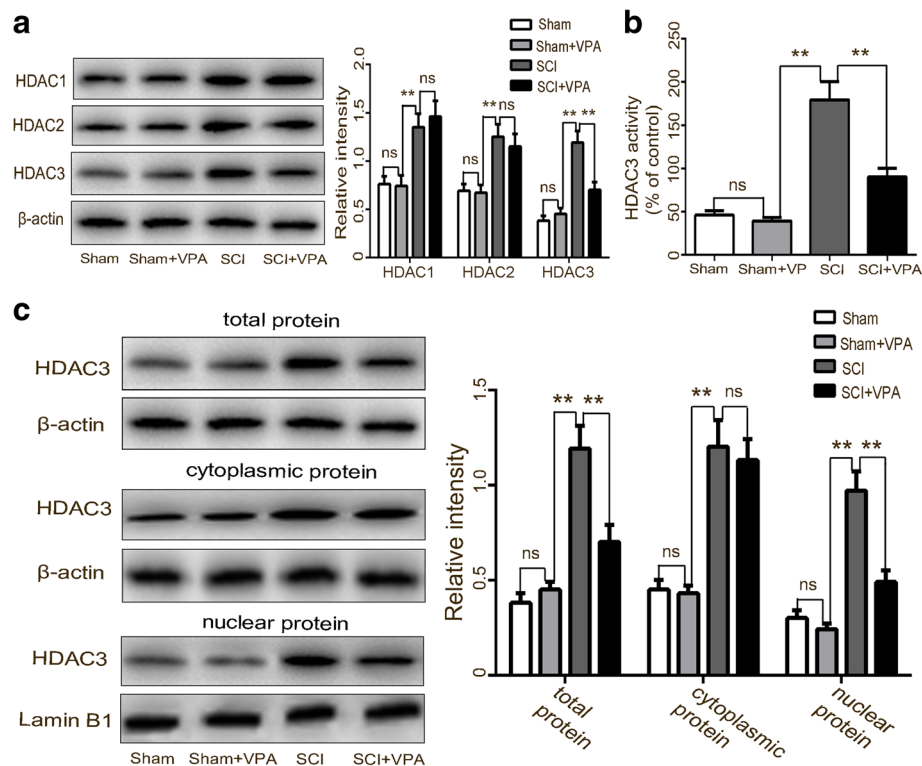 a
HDAC1
HDAC2
HDAC3
β-actin
Sham Sham+VPA SCI SCI+VPA
Sham
Sham+VPA
SCI
SCI+VPA
Relative intensity
2.0
1.5
1.0
0.5
0
ns ** ns
ns ** ns
ns ** **
HDAC1 HDAC2 HDAC3
b
HDAC3 activity
(% of control)
250
200
150
100
50
0
ns ** **
Sham Sham+VP SCI SCI+VPA
c
total protein
HDAC3
β-actin
cytoplasmic protein
HDAC3
β-actin
nuclear protein
HDAC3
Lamin B1
Sham Sham+VPA SCI SCI+VPA
Sham
Sham+VPA
SCI
SCI+VPA
Relative intensity
1.5
1.0
0.5
0
ns ** **
ns ** ns
ns ** **
total
protein
cytoplasmic
protein
nuclear
protein